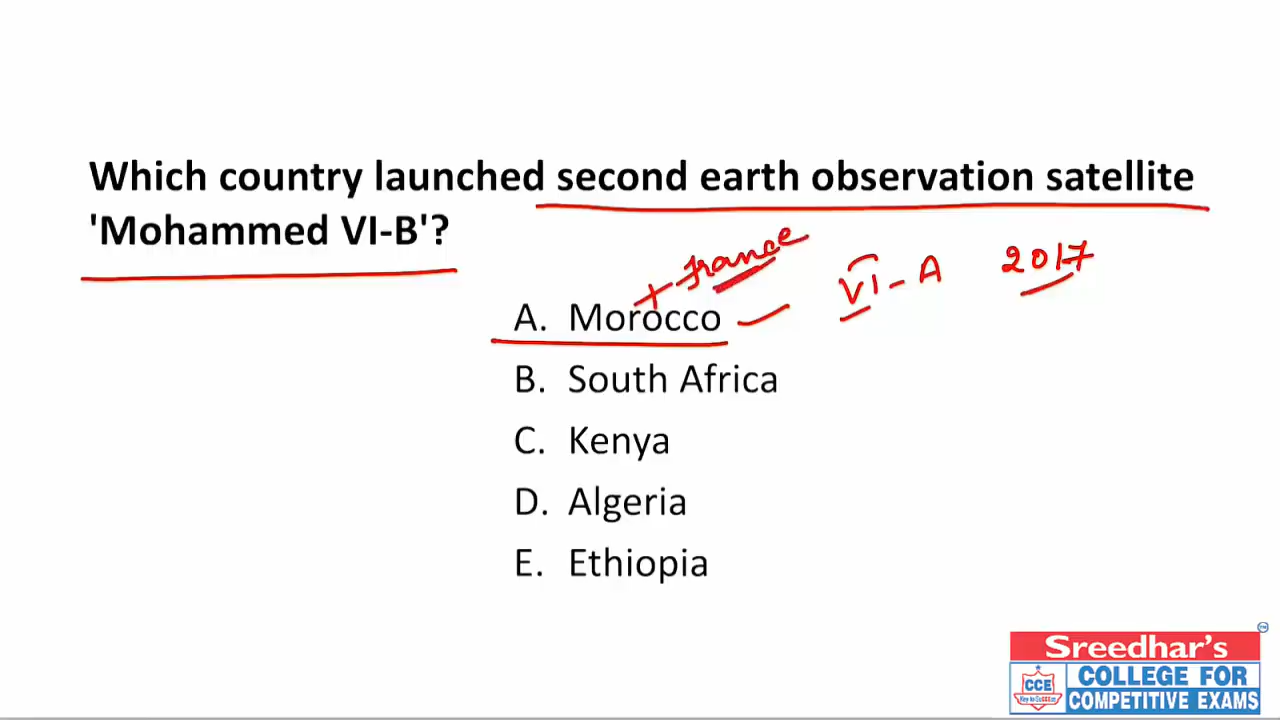 Which country launched second earth observation satellite
'Mohammed VI-B'?
+ France
VI - A 2017
A. Morocco
B. South Africa
C. Kenya
D. Algeria
E. Ethiopia
Sreedhar's
CCE
COLLEGE FOR
COMPETITIVE EXAMS